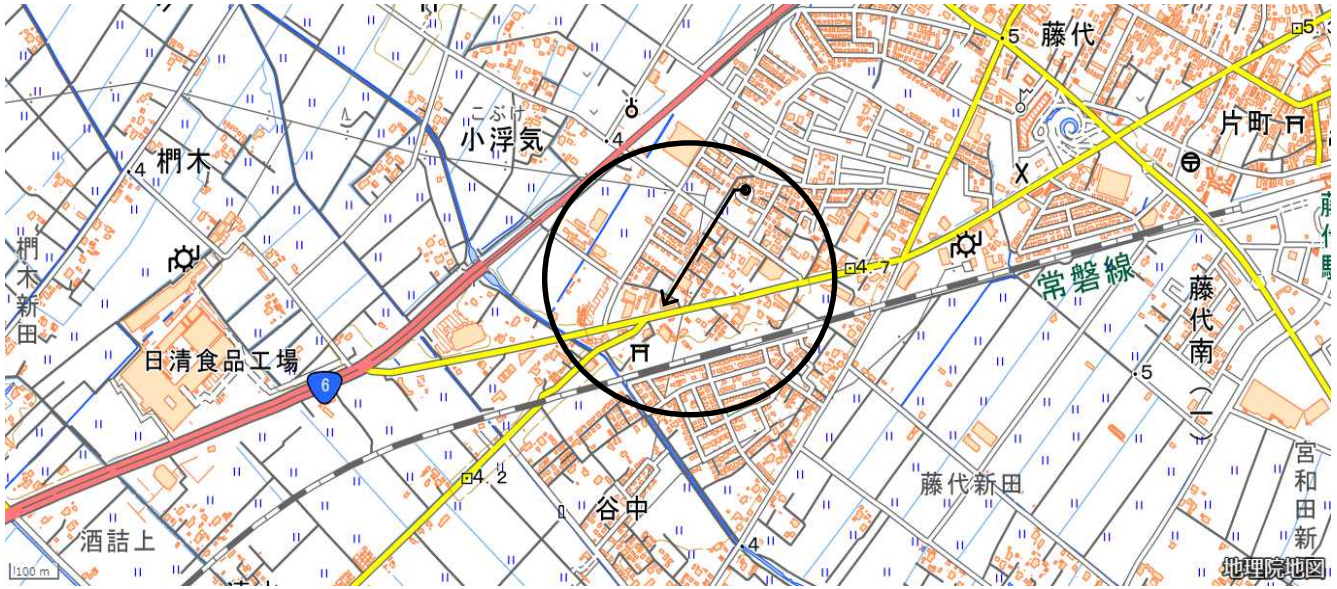 藤代
5
5.
こぶけ
小浮気
4
片町
椚木
4
椚木新田
4.7
常磐線
藤代駅
藤代南(一)
5
日清食品工場
6
4.2
谷中
藤代新田
宮和田新
酒詰上
4
100 m
地理院地図